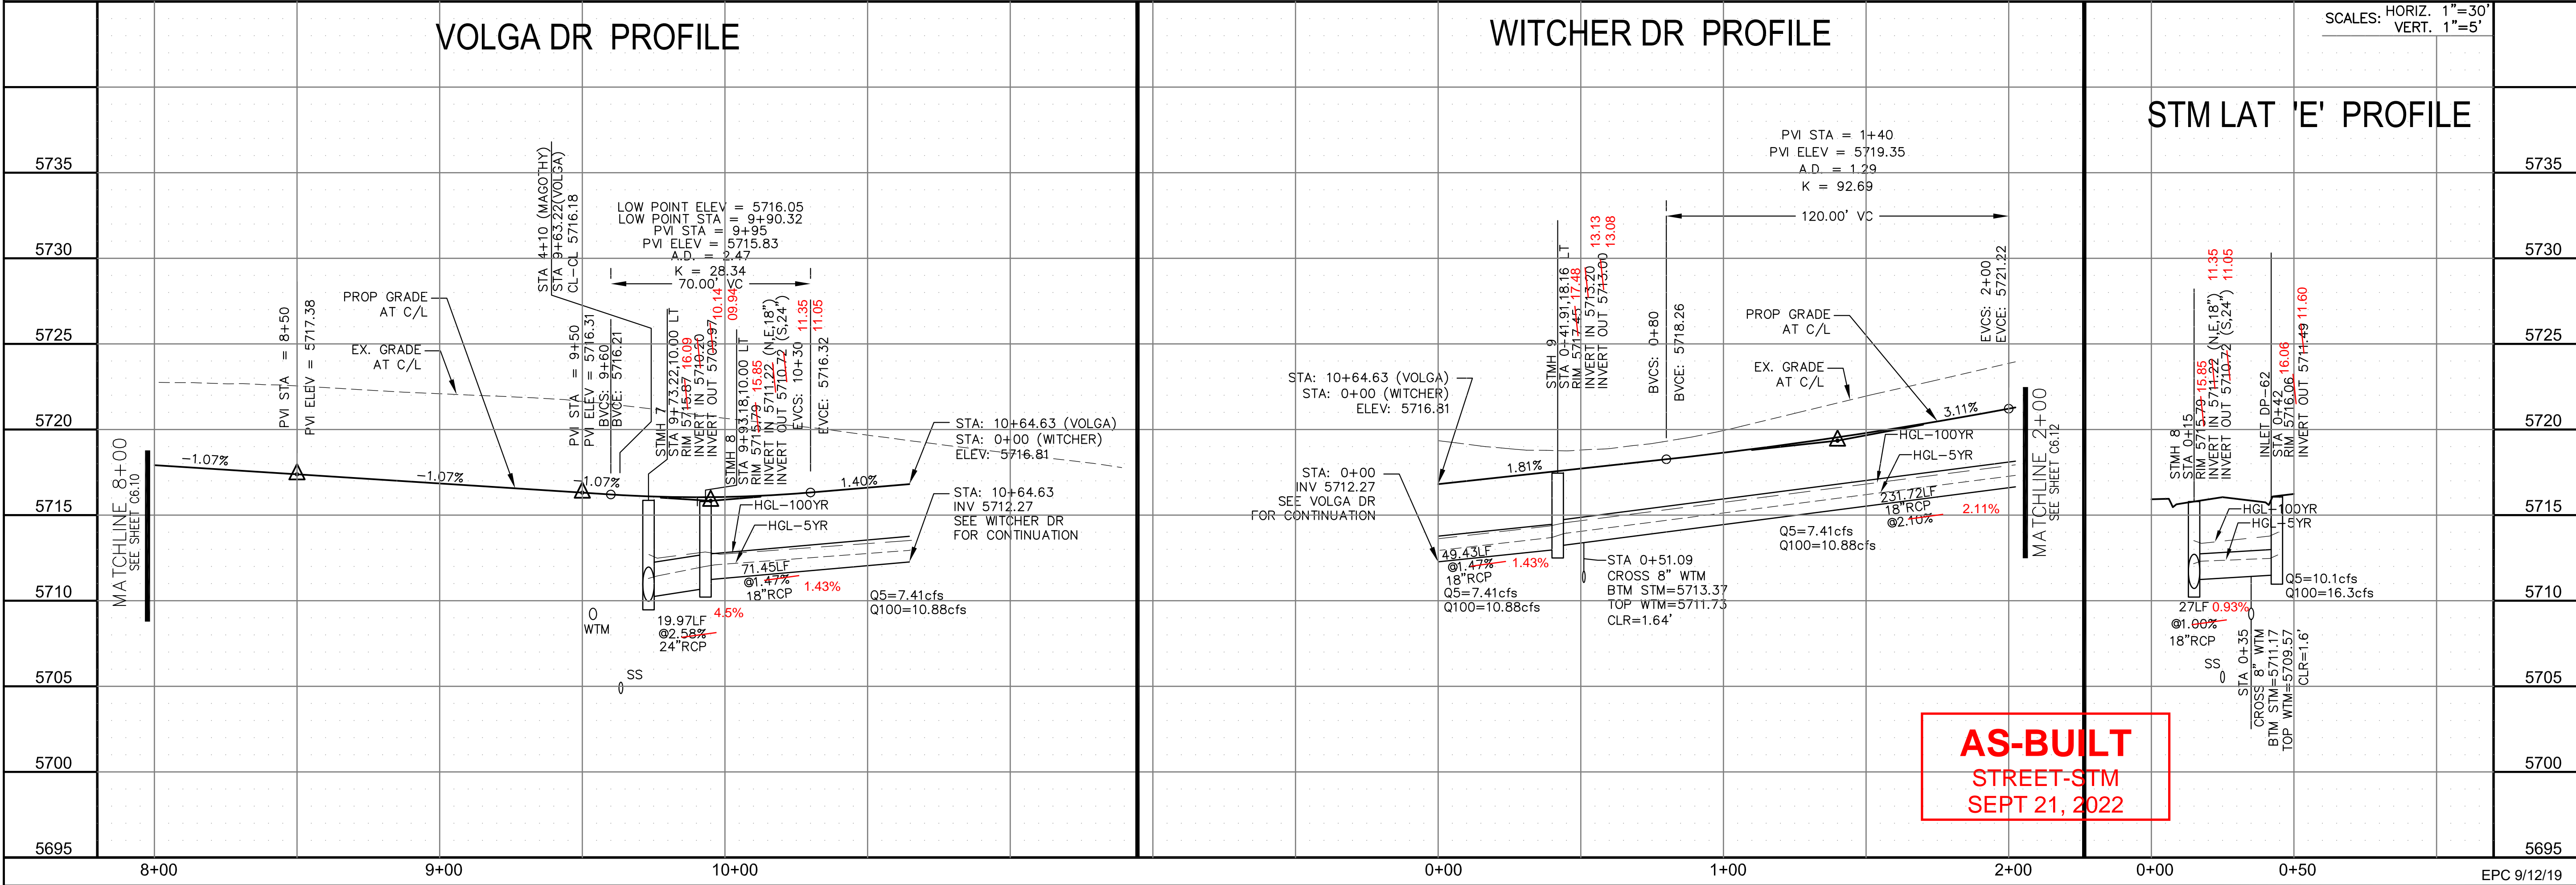 VOLGA DR PROFILE
5735
5730
5725
5720
5715
5710
5705
5700
5695
MATCHLINE 8+00
SEE SHEET C6.10
-1.07%
PVI STA = 8+50
PVI ELEV = 5717.38
PROP GRADE
AT C/L
EX. GRADE
AT C/L
-1.07%
STA 4+10 (MAGOTHY)
STA 9+63.22(VOLGA)
CL-CL 5716.18
LOW POINT ELEV = 5716.05
LOW POINT STA = 9+90.32
PVI STA = 9+95
PVI ELEV = 5715.83
A.D. = 2.47
K = 28.34
70.00' VC
PVI STA = 9+50
PVI ELEV = 5716.31
BVCS: 9+60
BVCE: 5716.21
-1.07%
STMH 7
STA 9+73.22,10.00 LT
RIM 5715.87 16.09
INVERT IN 5710.20 10.14
INVERT OUT 5709.97 09.94
STMH 8
STA 9+93.18,10.00 LT
RIM 5715.79 15.85
INVERT IN 5711.22 (N,E,18") 11.35
INVERT OUT 5710.72 (S,24") 11.05
EVCS: 10+30
EVCE: 5716.32
1.40%
STA: 10+64.63 (VOLGA)
STA: 0+00 (WITCHER)
ELEV: 5716.81
STA: 10+64.63
INV 5712.27
SEE WITCHER DR
FOR CONTINUATION
HGL-100YR
HGL-5YR
71.45LF
@1.47% 1.43%
18"RCP
Q5=7.41cfs
Q100=10.88cfs
19.97LF 4.5%
@2.58%
24"RCP
WTM
SS
8+00
9+00
10+00
WITCHER DR PROFILE
STA: 10+64.63 (VOLGA)
STA: 0+00 (WITCHER)
ELEV: 5716.81
STA: 0+00
INV 5712.27
SEE VOLGA DR
FOR CONTINUATION
1.81%
STMH 9
STA 0+41.91,18.16 LT
RIM 5717.45 17.48
INVERT IN 5713.20 13.13
INVERT OUT 5713.00 13.08
BVCS: 0+80
BVCE: 5718.26
PVI STA = 1+40
PVI ELEV = 5719.35
A.D. = 1.29
K = 92.69
120.00' VC
EVCS: 2+00
EVCE: 5721.22
PROP GRADE
AT C/L
EX. GRADE
AT C/L
3.11%
HGL-100YR
HGL-5YR
49.43LF
@1.47% 1.43%
18"RCP
Q5=7.41cfs
Q100=10.88cfs
STA 0+51.09
CROSS 8" WTM
BTM STM=5713.37
TOP WTM=5711.73
CLR=1.64'
231.72LF
18"RCP
@2.10% 2.11%
Q5=7.41cfs
Q100=10.88cfs
MATCHLINE 2+00
SEE SHEET C6.12
0+00
1+00
2+00
SCALES: HORIZ. 1"=30'
VERT. 1"=5'
STM LAT 'E' PROFILE
STMH 8
STA 0+15
RIM 5715.79 15.85
INVERT IN 5711.22 (N,E,18") 11.35
INVERT OUT 5710.72 (S,24") 11.05
INLET DP-62
STA 0+42
RIM 5716.06 16.06
INVERT OUT 5711.49 11.60
HGL-100YR
HGL-5YR
Q5=10.1cfs
Q100=16.3cfs
27LF 0.93%
@1.00%
18"RCP
SS
STA 0+35
CROSS 8" WTM
BTM STM=5711.17
TOP WTM=5709.57
CLR=1.6'
AS-BUILT
STREET-STM
SEPT 21, 2022
5735
5730
5725
5720
5715
5710
5705
5700
5695
0+00
0+50
EPC 9/12/19